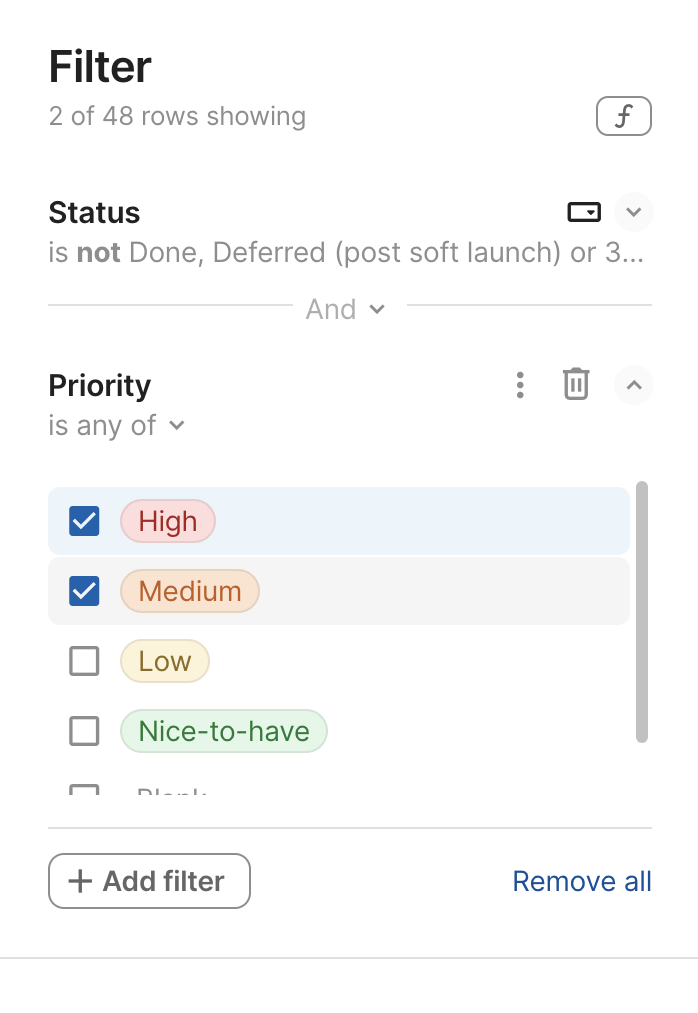 Filter
2 of 48 rows showing
f
Status
is not Done, Deferred (post soft launch) or 3...
And
Priority
is any of
High
Medium
Low
Nice-to-have
Blank
Add filter
Remove all